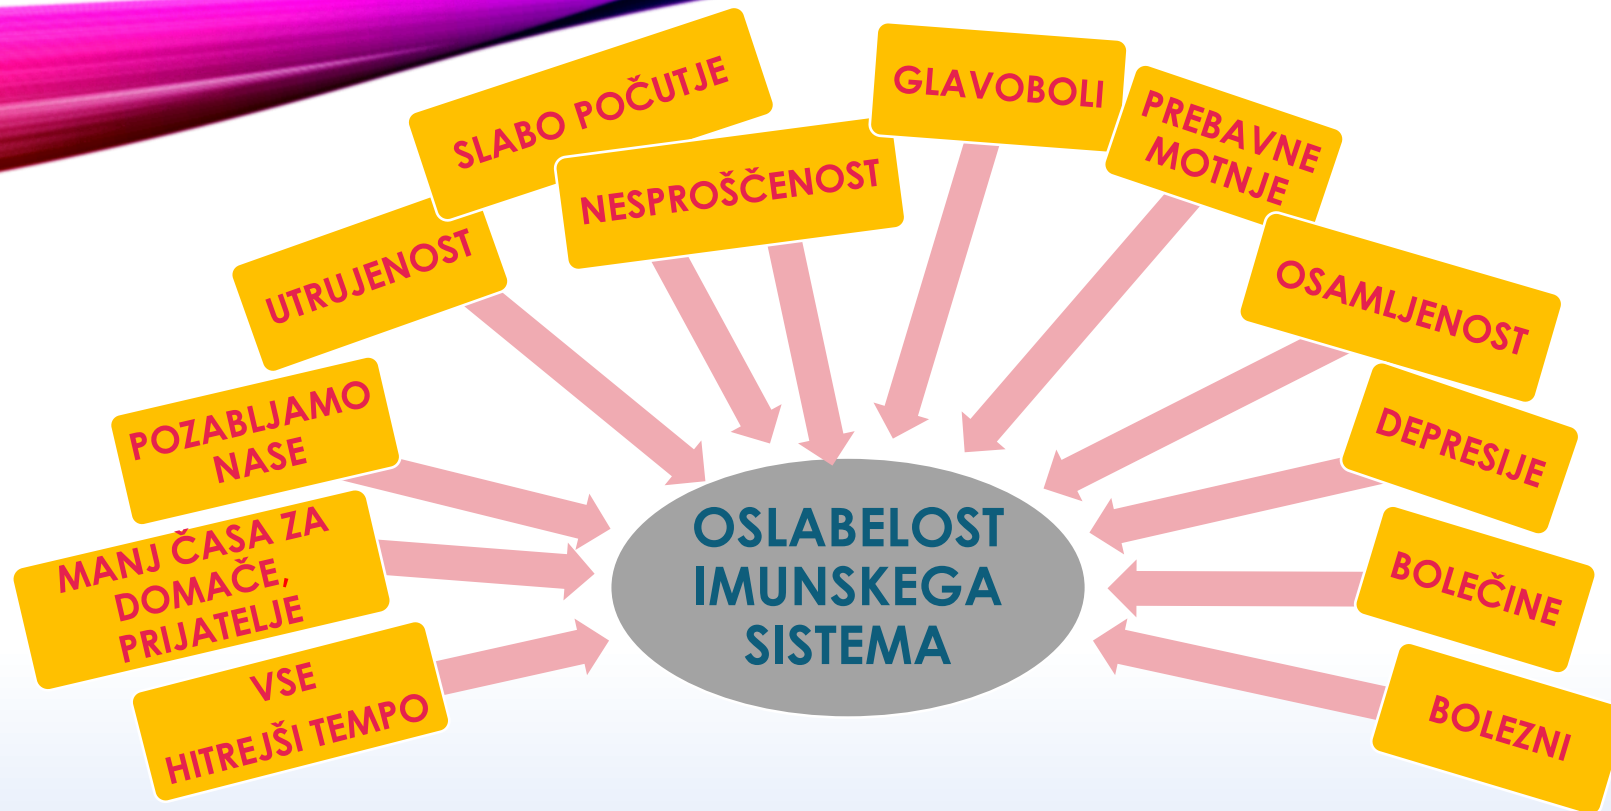 VSE
HITREJŠI TEMPO
MANJ ČASA ZA
DOMAČE,
PRIJATELJE
POZABLJAMO
NASE
UTRUJENOST
SLABO POČUTJE
NESPROŠČENOST
GLAVOBOLI
PREBAVNE
MOTNJE
OSAMLJENOST
DEPRESIJE
BOLEČINE
BOLEZNI
OSLABELOST
IMUNSKEGA
SISTEMA